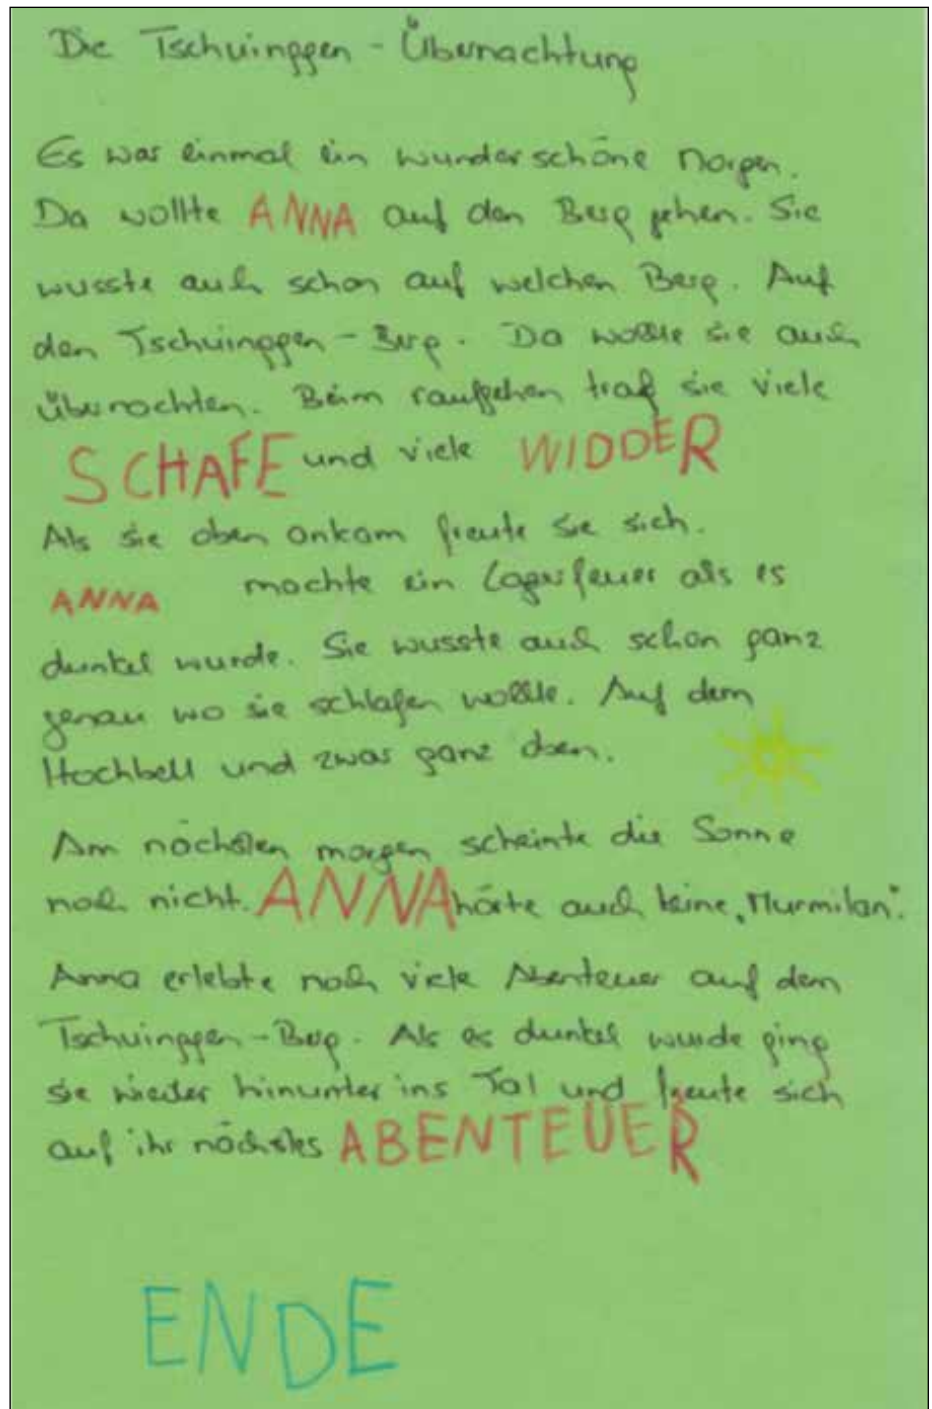 Die Tschuinggen - Übernachtung
Es war einmal ein wunderschöne morgen.
Da wollte ANNA auf den Berg gehen. Sie
wusste auch schon auf welchen Berg. Auf
den Tschuinggen-Berg. Da wollte sie auch
übernachten. Beim raufgehen traf sie viele
SCHAFE und viele WIDDER
Als sie oben ankam freute sie sich.
ANNA machte ein Lagerfeuer als es
dunkel wurde. Sie wusste auch schon ganz
genau wo sie schlafen wollte. Auf dem
Hochbett und zwar ganz oben.
Am nächsten morgen scheinte die Sonne
noch nicht. ANNA hörte auch keine „Murmilan".
Anna erlebte noch viele Abenteuer auf dem
Tschuinggen-Berg. Als es dunkel wurde ging
sie wieder hinunter ins Tal und freute sich
auf ihr nächstes ABENTEUER
ENDE